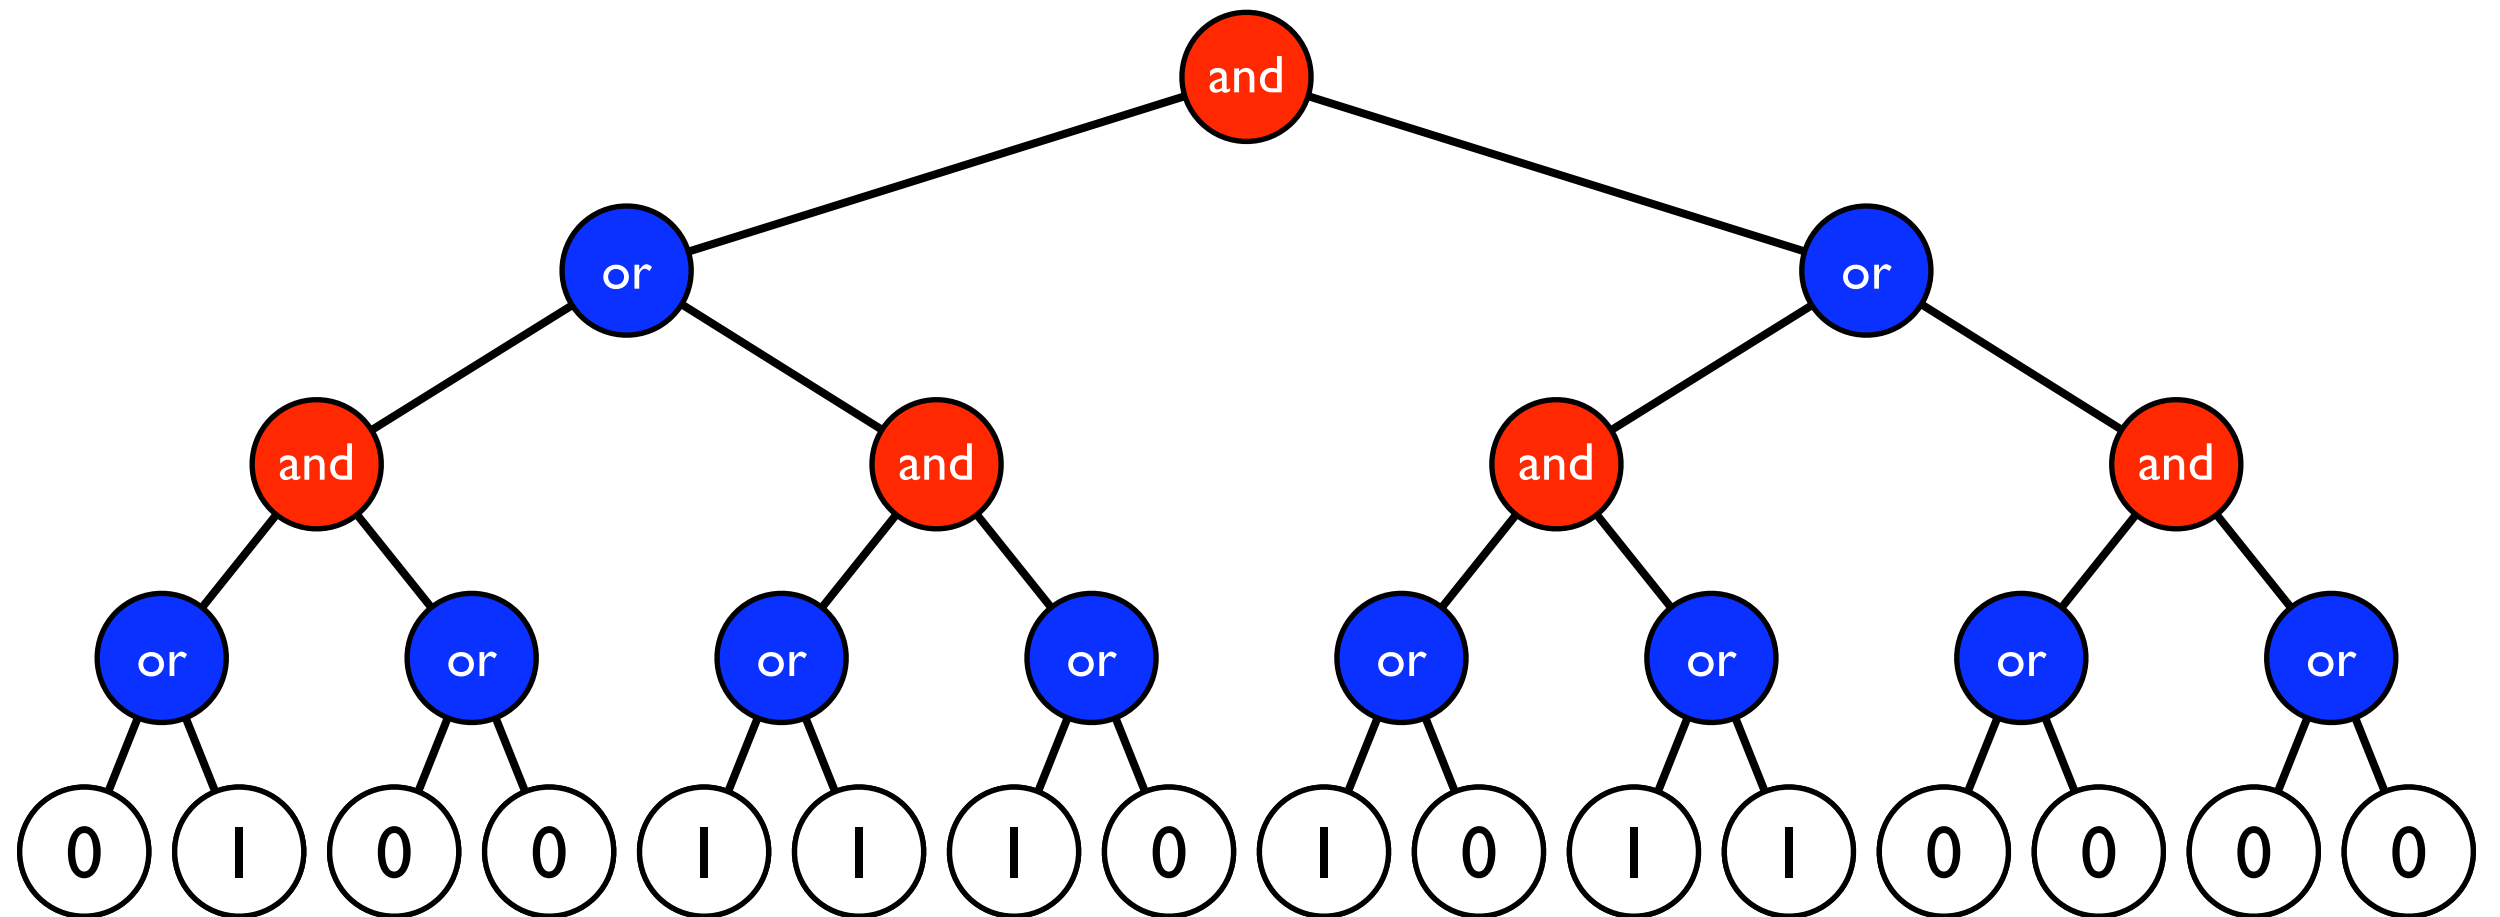 and
or or
and and and and
or or or or or or or or
0 1 0 0 1 1 1 0 1 0 1 1 0 0 0 0